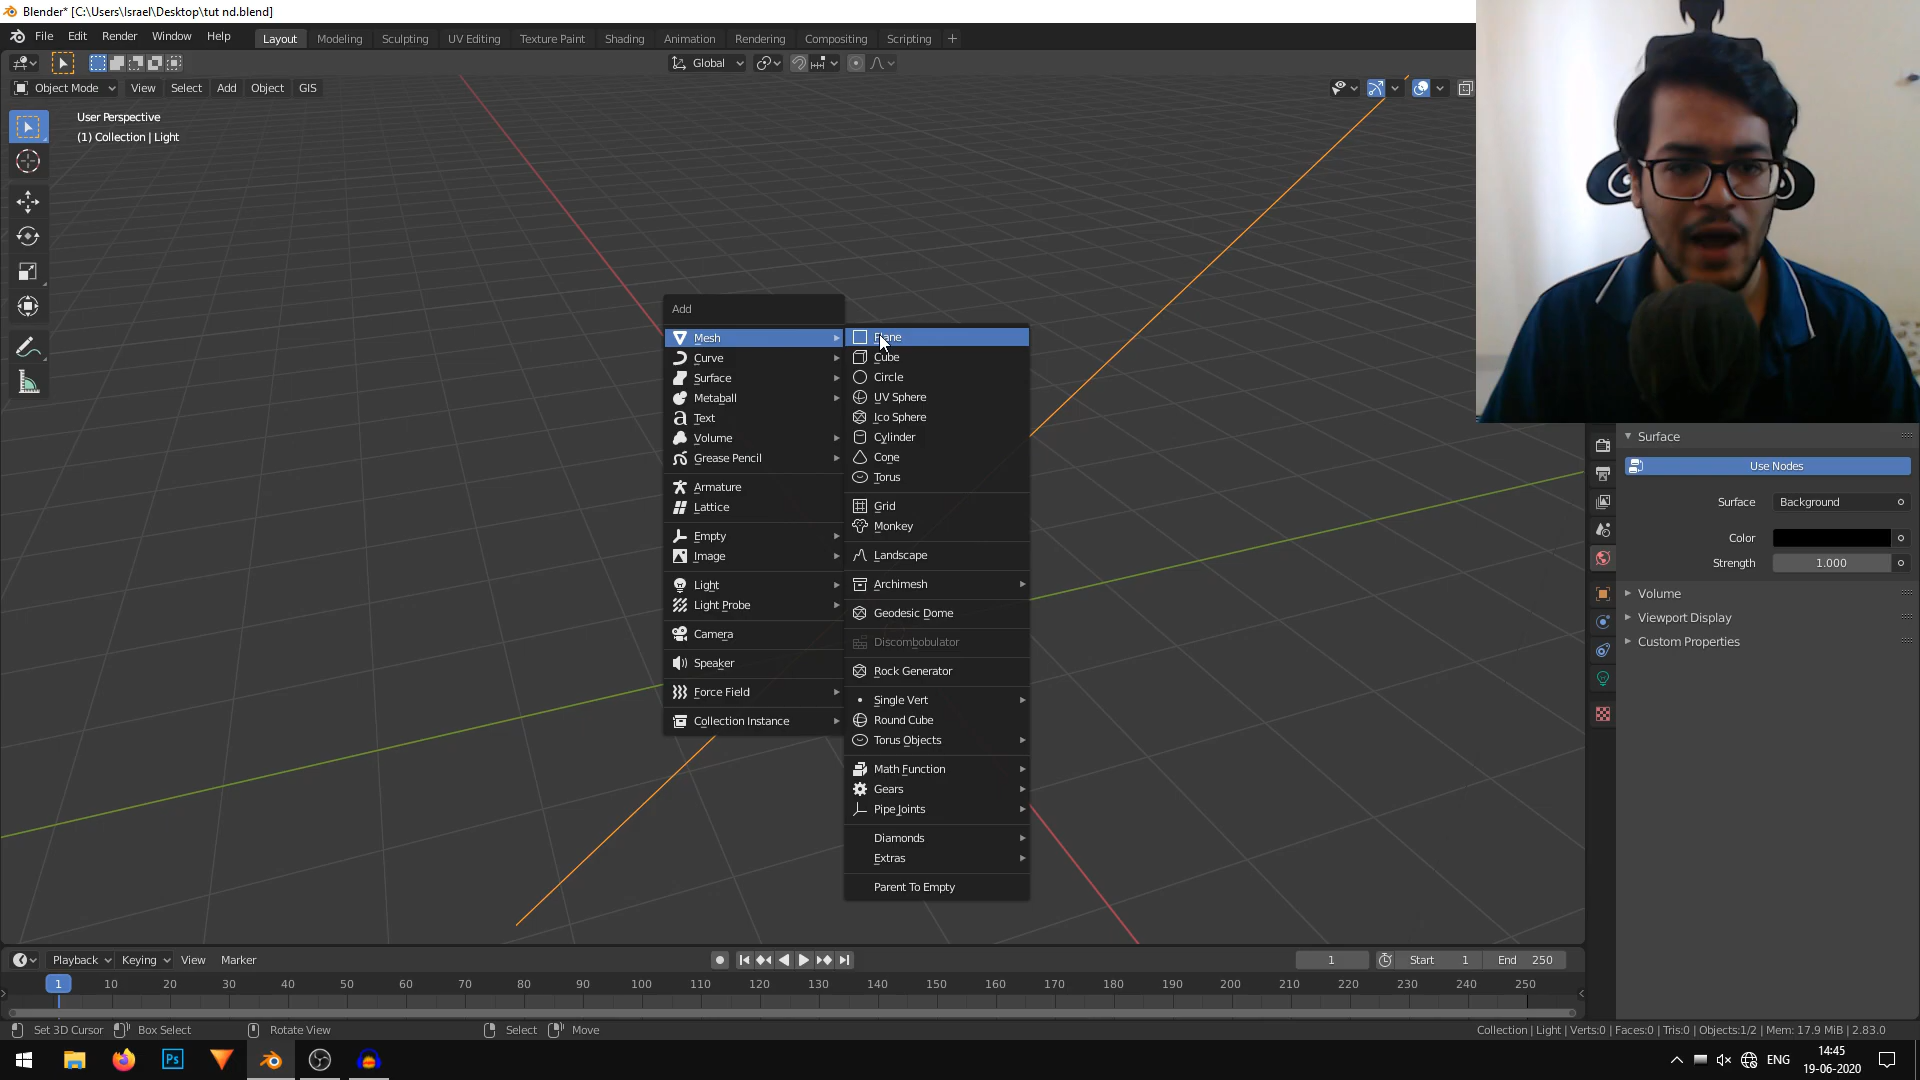 Blender* [C:\Users\Israel\Desktop\tut nd.blend]
File Edit Render Window Help
Layout Modeling Sculpting UV Editing Texture Paint Shading Animation Rendering Compositing Scripting +
Global
Object Mode View Select Add Object GIS
User Perspective
(1) Collection | Light
Add
Mesh
Curve
Surface
Metaball
Text
Volume
Grease Pencil
Armature
Lattice
Empty
Image
Light
Light Probe
Camera
Speaker
Force Field
Collection Instance
Plane
Cube
Circle
UV Sphere
Ico Sphere
Cylinder
Cone
Torus
Grid
Monkey
Landscape
Archimesh
Geodesic Dome
Discombobulator
Rock Generator
Single Vert
Round Cube
Torus Objects
Math Function
Gears
Pipe Joints
Diamonds
Extras
Parent To Empty
Surface
Use Nodes
Surface Background
Color
Strength 1.000
Volume
Viewport Display
Custom Properties
Playback Keying View Marker
1 Start 1 End 250
1 10 20 30 40 50 60 70 80 90 100 110 120 130 140 150 160 170 180 190 200 210 220 230 240 250
Set 3D Cursor Box Select Rotate View Select Move
Collection | Light | Verts:0 | Faces:0 | Tris:0 | Objects:1/2 | Mem: 17.9 MiB | 2.83.0
Ps
ENG
14:45
19-06-2020